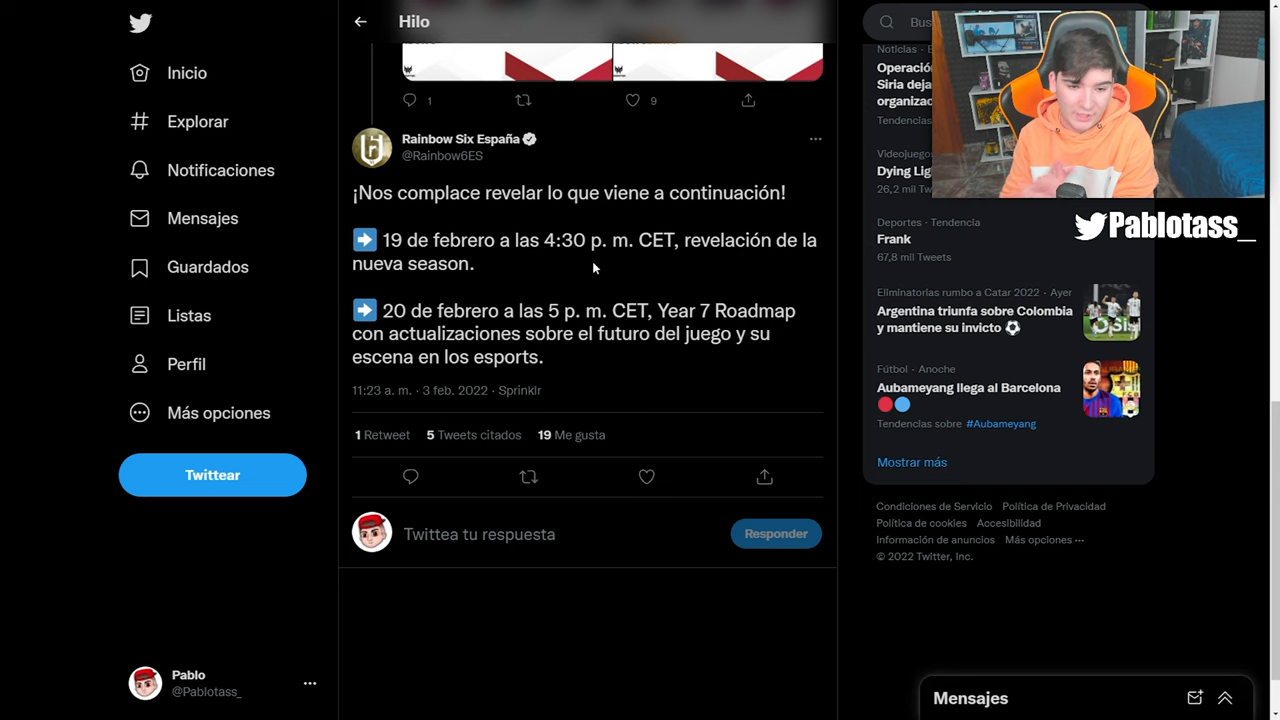 Inicio
Explorar
Notificaciones
Mensajes
Guardados
Listas
Perfil
Más opciones
Twittear
Pablo
@Pablotass_
Hilo
1
9
Rainbow Six España
@Rainbow6ES
¡Nos complace revelar lo que viene a continuación!
19 de febrero a las 4:30 p. m. CET, revelación de la
nueva season.
20 de febrero a las 5 p. m. CET, Year 7 Roadmap
con actualizaciones sobre el futuro del juego y su
escena en los esports.
11:23 a. m. · 3 feb. 2022 · Sprinklr
1 Retweet 5 Tweets citados 19 Me gusta
Twittea tu respuesta
Responder
Bus
Noticias · E
Operación
Siria deja
organizac
Tendencias
Videojuego
Dying Lig
26,2 mil Tw
Pablotass_
Deportes · Tendencia
Frank
67,8 mil Tweets
Eliminatorias rumbo a Catar 2022 · Ayer
Argentina triunfa sobre Colombia
y mantiene su invicto
Fútbol · Anoche
Aubameyang llega al Barcelona
Tendencias sobre #Aubameyang
Mostrar más
Condiciones de Servicio Política de Privacidad
Política de cookies Accesibilidad
Información de anuncios Más opciones ···
© 2022 Twitter, Inc.
Mensajes